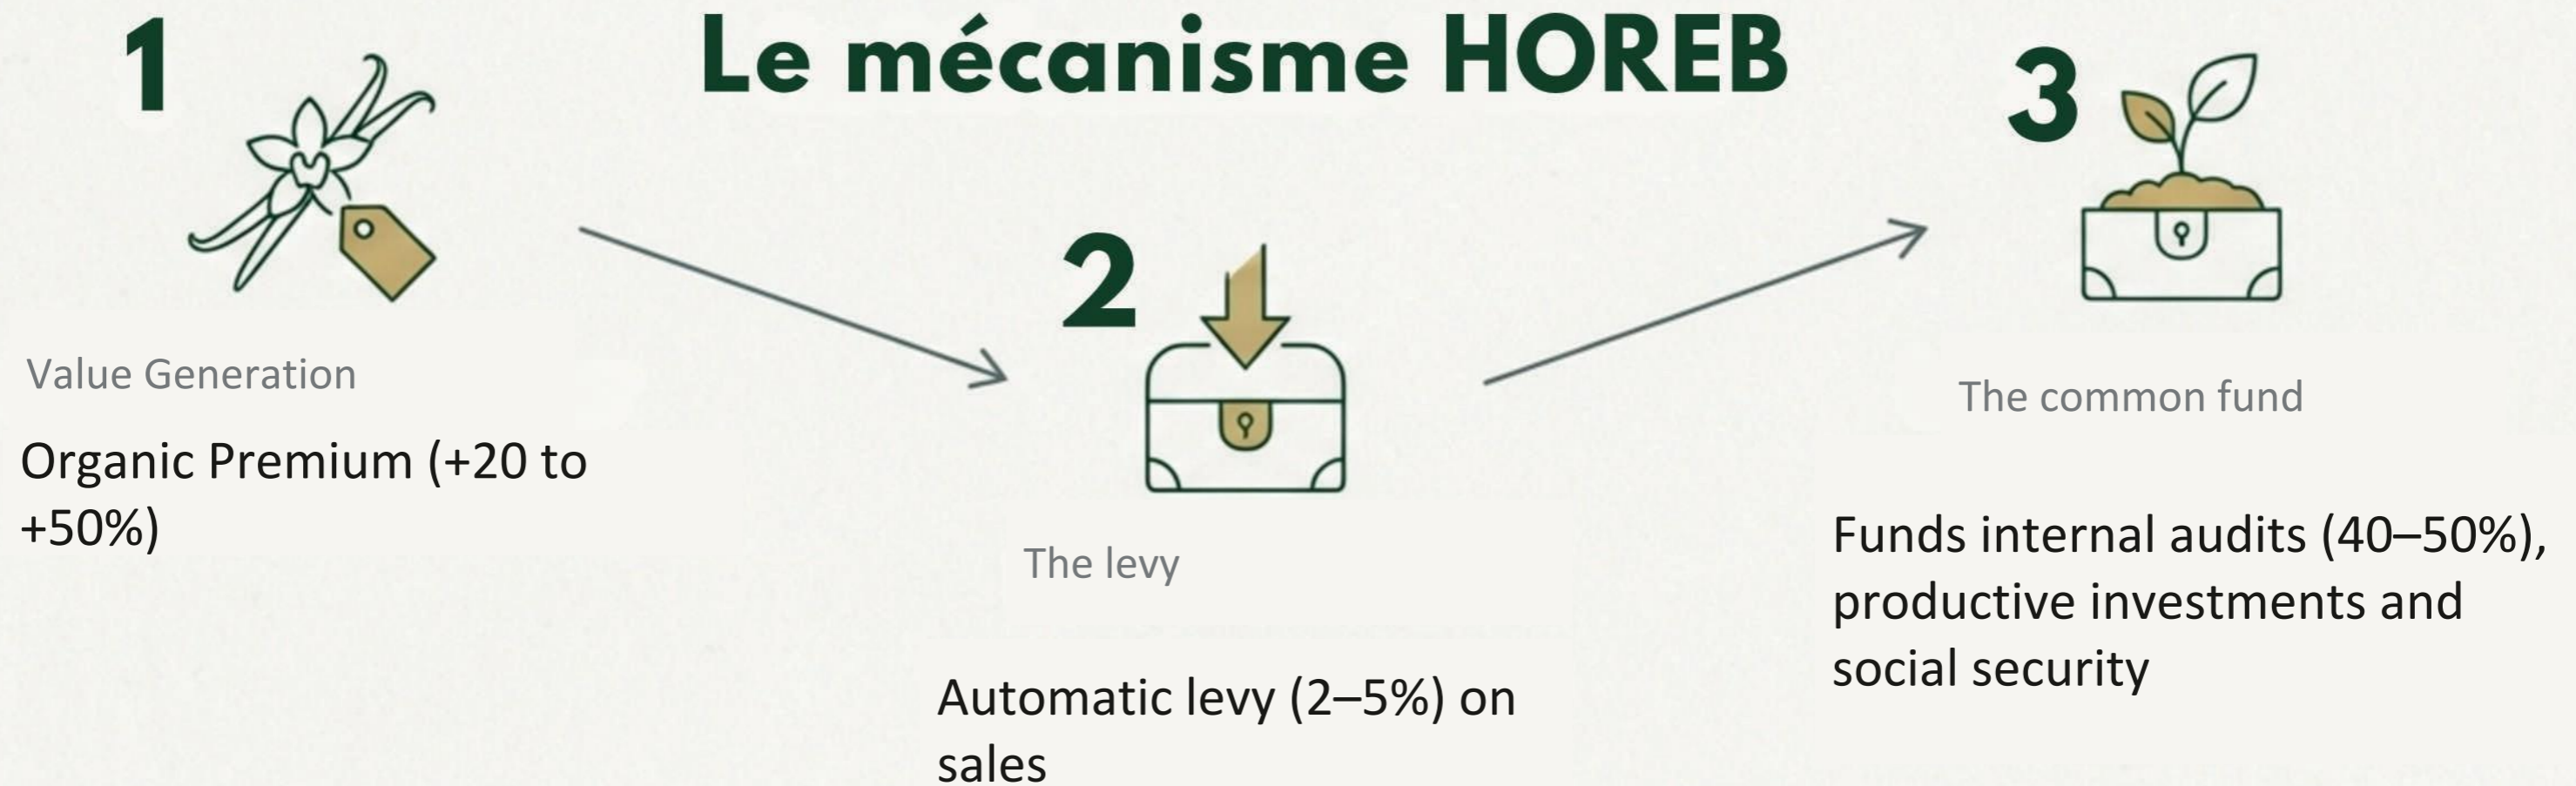 Le mécanisme HOREB
1
Value Generation
Organic Premium (+20 to
+50%)
2
The levy
Automatic levy (2–5%) on
sales
3
The common fund
Funds internal audits (40–50%),
productive investments and
social security